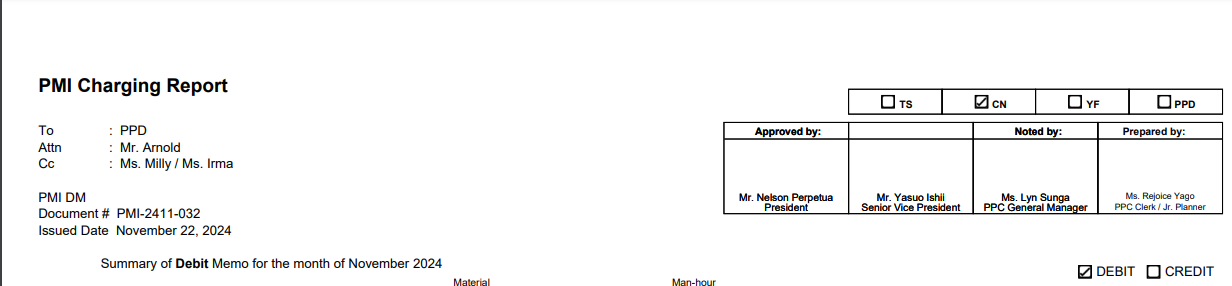 PMI Charging Report
TS CN YF PPD
To : PPD
Attn : Mr. Arnold
Cc : Ms. Milly / Ms. Irma
Approved by: Noted by: Prepared by:
Mr. Nelson Perpetua Mr. Yasuo Ishii Ms. Lyn Sunga Ms. Rejoice Yago
President Senior Vice President PPC General Manager PPC Clerk / Jr. Planner
PMI DM
Document # PMI-2411-032
Issued Date November 22, 2024
Summary of Debit Memo for the month of November 2024
DEBIT CREDIT
Material Man-hour